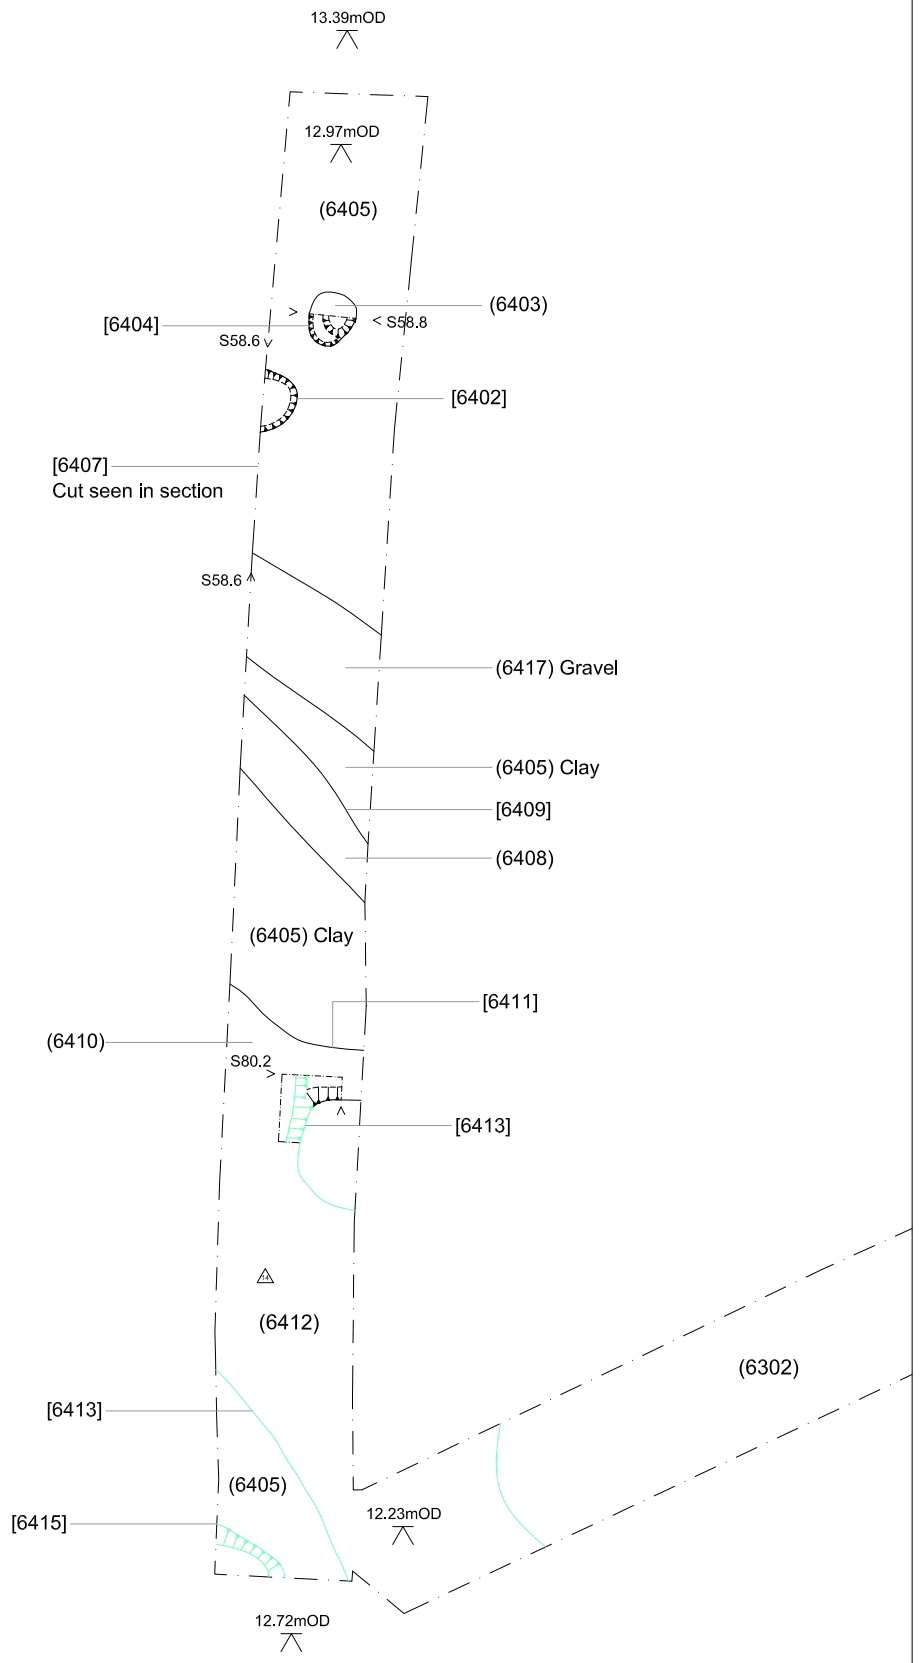 13.39mOD
12.97mOD
(6405)
(6403)
[6404]
S58.8
S58.6
[6402]
[6407]
Cut seen in section
S58.6
(6417) Gravel
(6405) Clay
[6409]
(6408)
(6405) Clay
[6411]
(6410)
S80.2
[6413]
14
(6412)
(6302)
[6413]
(6405)
12.23mOD
[6415]
12.72mOD